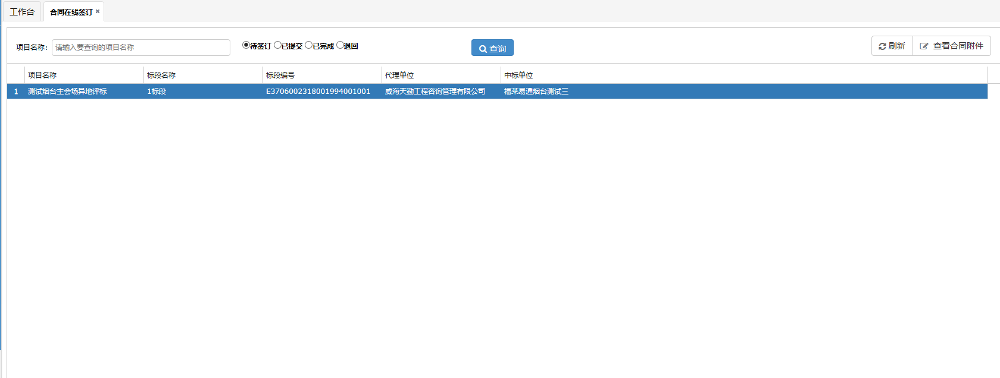 工作台 合同在线签订 ×
项目名称: 请输入要查询的项目名称 待签订 已提交 已完成 退回 查询 刷新 查看合同附件
项目名称 标段名称 标段编号 代理单位 中标单位
1 测试烟台主会场异地评标 1标段 E3706002318001994001001 威海天勤工程咨询管理有限公司 福莱易通烟台测试三